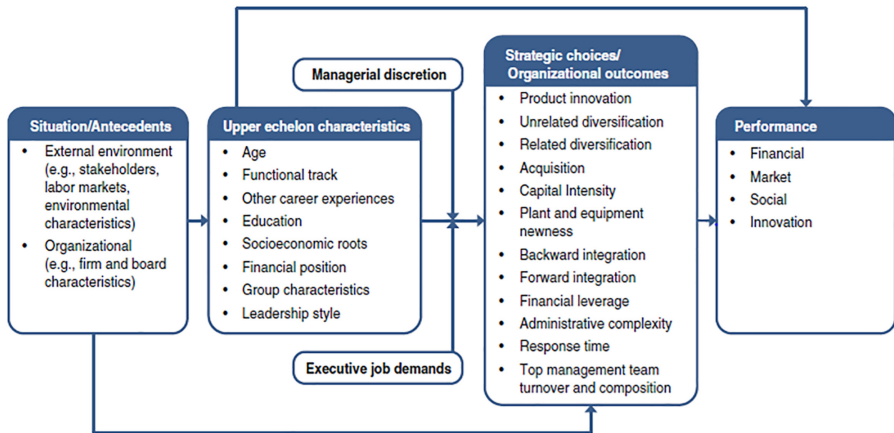 Situation/Antecedents
• External environment
(e.g., stakeholders,
labor markets,
environmental
characteristics)
• Organizational
(e.g., firm and board
characteristics)
Upper echelon characteristics
• Age
• Functional track
• Other career experiences
• Education
• Socioeconomic roots
• Financial position
• Group characteristics
• Leadership style
Managerial discretion
Executive job demands
Strategic choices/
Organizational outcomes
• Product innovation
• Unrelated diversification
• Related diversification
• Acquisition
• Capital Intensity
• Plant and equipment
newness
• Backward integration
• Forward integration
• Financial leverage
• Administrative complexity
• Response time
• Top management team
turnover and composition
Performance
• Financial
• Market
• Social
• Innovation